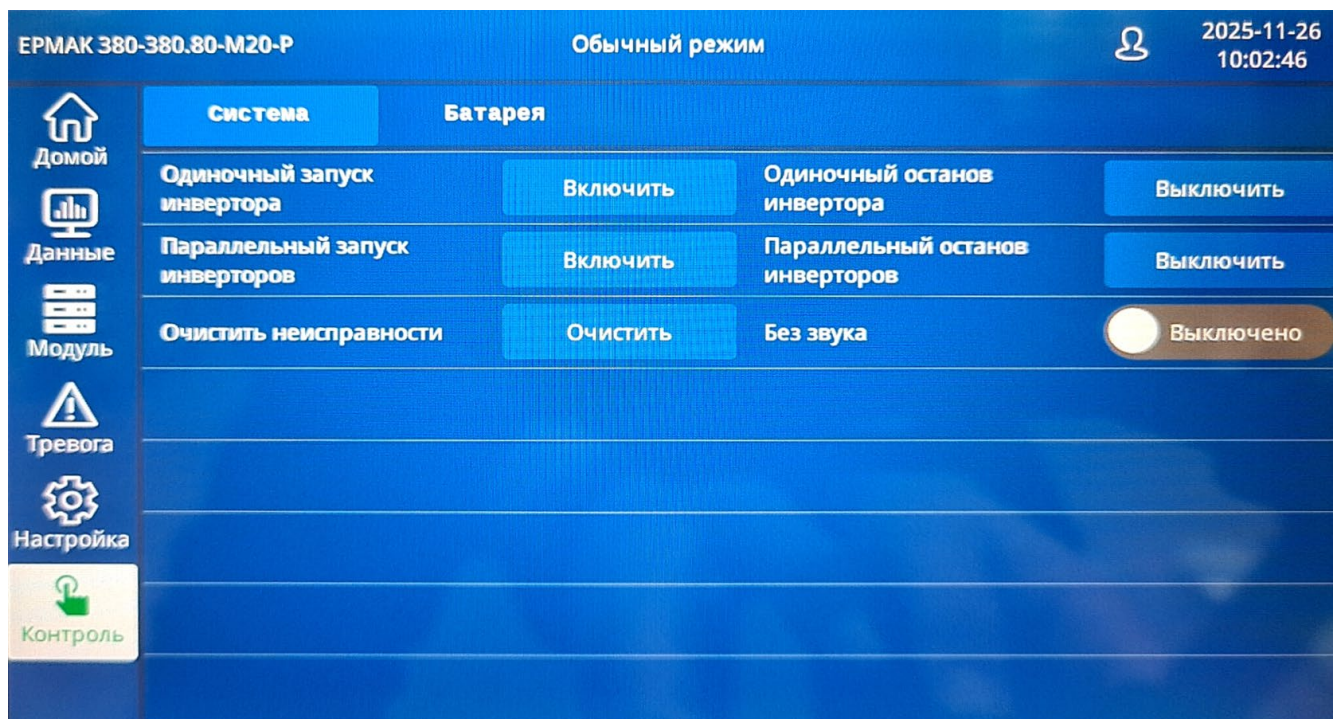 ЕРМАК 380-380.80-М20-Р
Обычный режим
2025-11-26
10:02:46
Домой
Данные
Модуль
Тревога
Настройка
Контроль
Система
Батарея
Одиночный запуск
инвертора
Включить
Одиночный останов
инвертора
Выключить
Параллельный запуск
инверторов
Включить
Параллельный останов
инверторов
Выключить
Очистить неисправности
Очистить
Без звука
Выключено